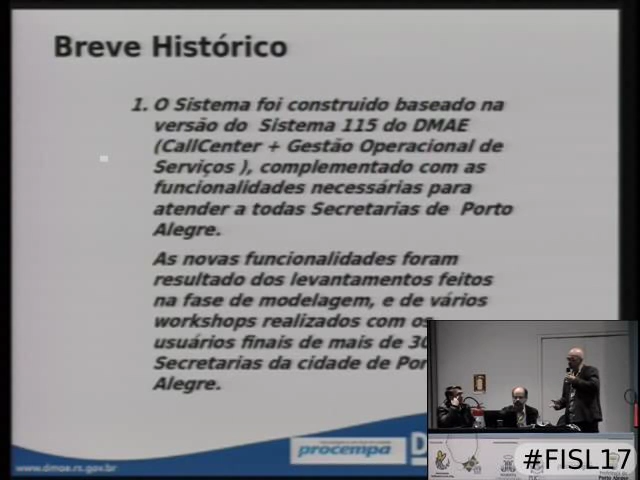 Breve Histórico
1. O Sistema foi construido baseado na
versão do Sistema 115 do DMAE
(CallCenter + Gestão Operacional de
Serviços ), complementado com as
funcionalidades necessárias para
atender a todas Secretarias de Porto
Alegre.
As novas funcionalidades foram
resultado dos levantamentos feitos
na fase de modelagem, e de vários
workshops realizados com os
usuários finais de mais de 30
Secretarias da cidade de Por
Alegre.
procempa
www.dmae.rs.gov.br
#FISL17